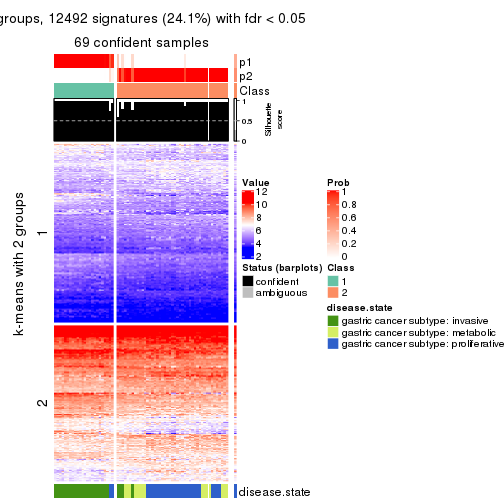 groups, 12492 signatures (24.1%) with fdr < 0.05
69 confident samples
p1
p2
Class
1
0.5
0
Silhouette
score
k-means with 2 groups
1
2
Value
12
10
8
6
4
2
Prob
1
0.8
0.6
0.4
0.2
0
Status (barplots)
confident
ambiguous
Class
1
2
disease.state
gastric cancer subtype: invasive
gastric cancer subtype: metabolic
gastric cancer subtype: proliferative
disease.state